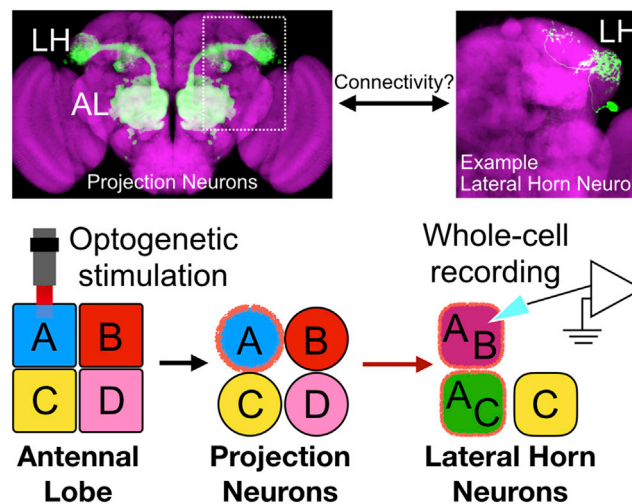 LH
AL
Projection Neurons
Connectivity?
LH
Example
Lateral Horn Neuro
Optogenetic
stimulation
Whole-cell
recording
A B
C D
A B
C D
A B
A C C
Antennal
Lobe
Projection
Neurons
Lateral Horn
Neurons